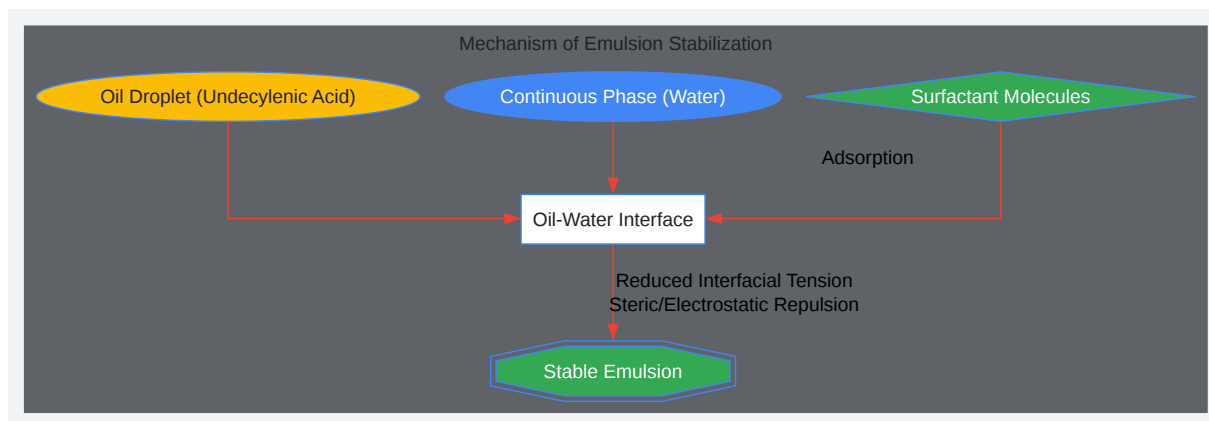 Mechanism of Emulsion Stabilization
Oil Droplet (Undecylenic Acid)
Continuous Phase (Water)
Surfactant Molecules
Adsorption
Oil-Water Interface
Reduced Interfacial Tension
Steric/Electrostatic Repulsion
Stable Emulsion